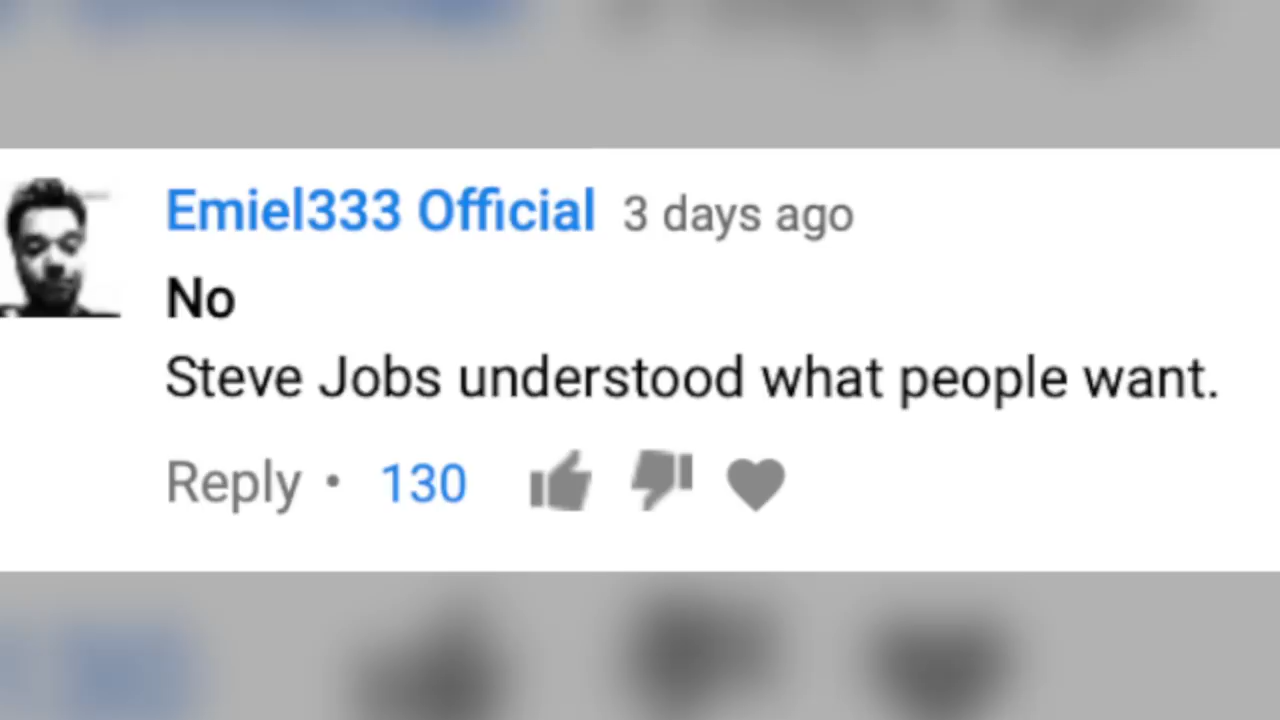 Emiel333 Official 3 days ago
No
Steve Jobs understood what people want.
Reply • 130